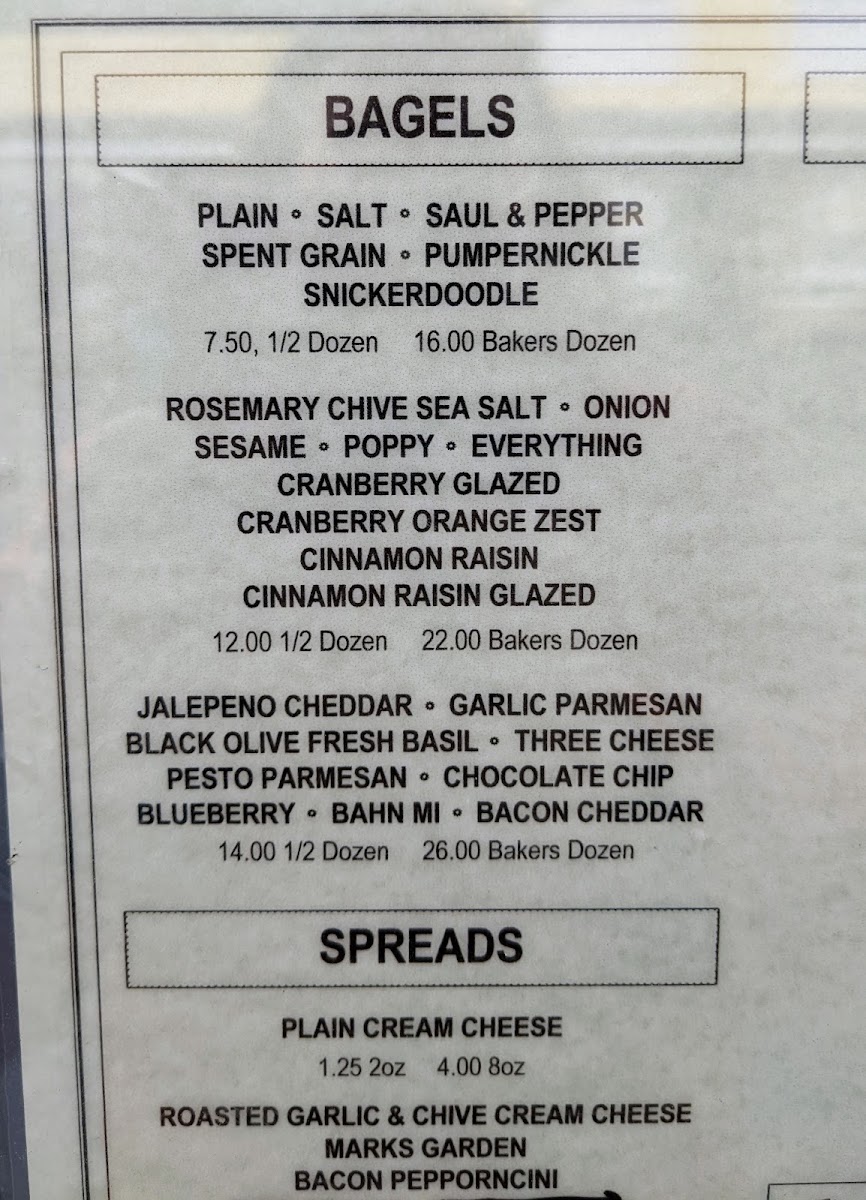 BAGELS
PLAIN • SALT • SAUL & PEPPER
SPENT GRAIN • PUMPERNICKLE
SNICKERDOODLE
7.50, 1/2 Dozen 16.00 Bakers Dozen
ROSEMARY CHIVE SEA SALT • ONION
SESAME • POPPY • EVERYTHING
CRANBERRY GLAZED
CRANBERRY ORANGE ZEST
CINNAMON RAISIN
CINNAMON RAISIN GLAZED
12.00 1/2 Dozen 22.00 Bakers Dozen
JALEPENO CHEDDAR • GARLIC PARMESAN
BLACK OLIVE FRESH BASIL • THREE CHEESE
PESTO PARMESAN • CHOCOLATE CHIP
BLUEBERRY • BAHN MI • BACON CHEDDAR
14.00 1/2 Dozen 26.00 Bakers Dozen
SPREADS
PLAIN CREAM CHEESE
1.25 2oz 4.00 8oz
ROASTED GARLIC & CHIVE CREAM CHEESE
MARKS GARDEN
BACON PEPPORNCINI